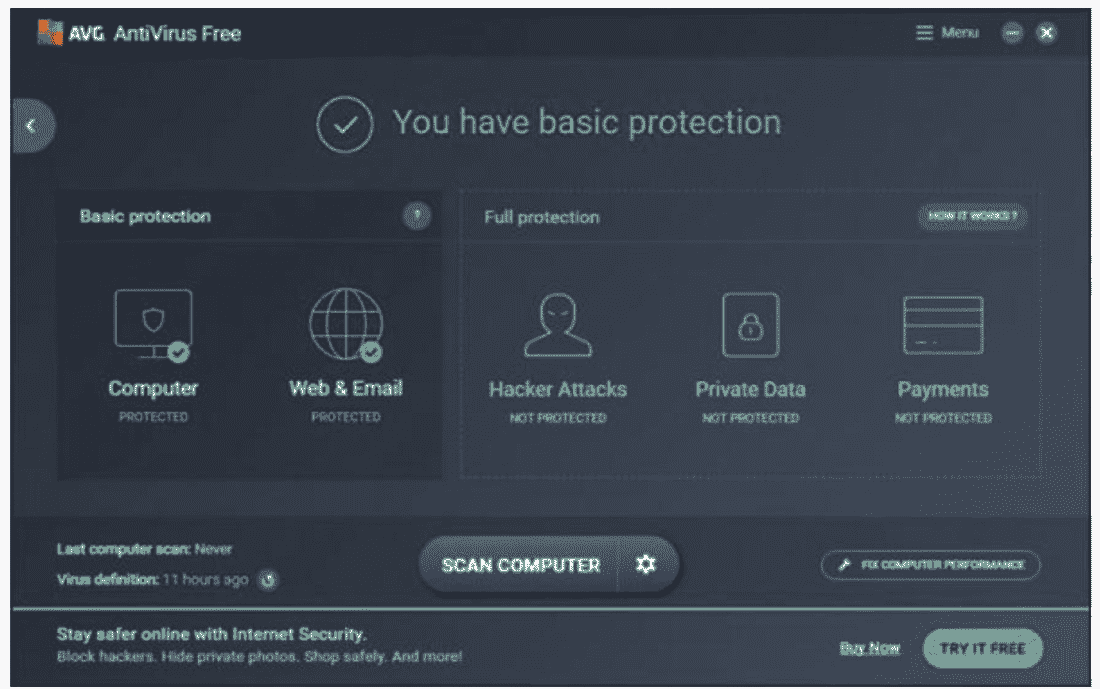 AVG AntiVirus Free
Menu
You have basic protection
Basic protection
?
Full protection
HOW IT WORKS ?
Computer
PROTECTED
Web & Email
PROTECTED
Hacker Attacks
NOT PROTECTED
Private Data
NOT PROTECTED
Payments
NOT PROTECTED
Last computer scan: Never
Virus definition: 11 hours ago
SCAN COMPUTER
FIX COMPUTER PERFORMANCE
Stay safer online with Internet Security.
Block hackers. Hide private photos. Shop safely. And more!
Buy Now
TRY IT FREE